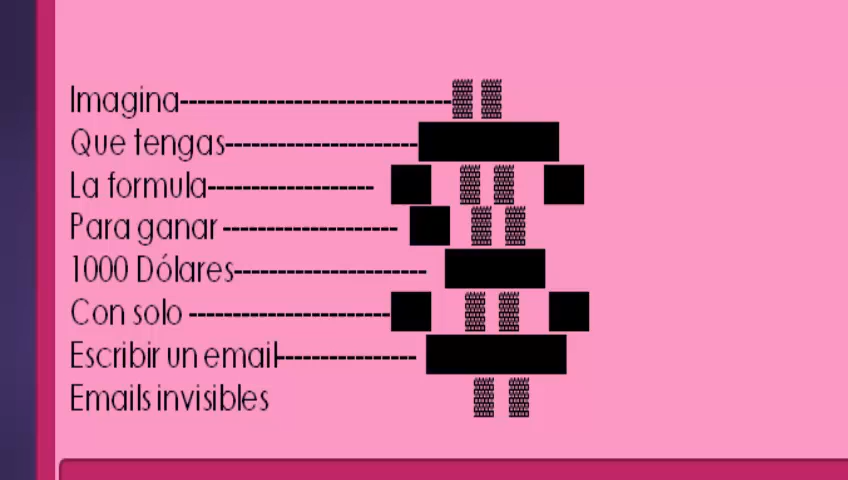 Imagina-------------------------------▒ ▒
Que tengas----------------------███████
La formula-------------------  ██   ▒ ▒   ██
Para ganar --------------------  ██  ▒ ▒
1000 Dólares----------------------  █████
Con solo -----------------------██   ▒ ▒   ██
Escribir un email----------------  ███████
Emails invisibles                       ▒ ▒